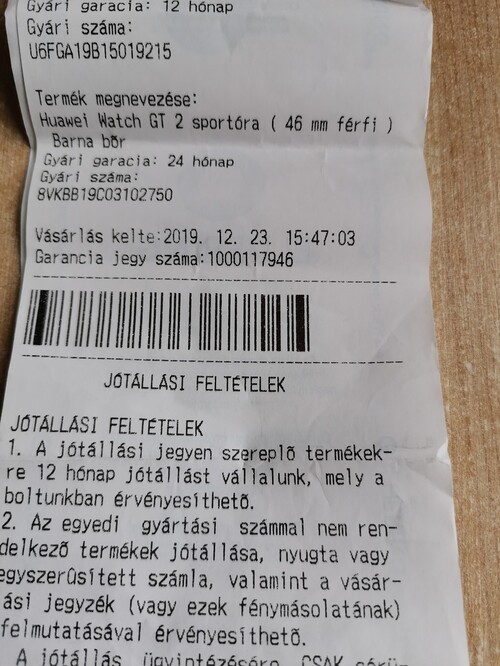 Gyári garacia: 12 hónap
Gyári száma:
U6FGA19B15019215
Termék megnevezése:
Huawei Watch GT 2 sportóra ( 46 mm férfi )
Barna bőr
Gyári garacia: 24 hónap
Gyári száma:
8VKBB19C03102750
Vásárlás kelte:2019. 12. 23. 15:47:03
Garancia jegy száma:1000117946
JÓTÁLLÁSI FELTÉTELEK
JÓTÁLLÁSI FELTÉTELEK
1. A jótállási jegyen szereplő termékek-
re 12 hónap jótállást vállalunk, mely a
boltunkban érvényesíthető.
2. Az egyedi gyártási számmal nem ren-
delkező termékek jótállása, nyugta vagy
egyszerűsített számla, valamint a vásár-
ási jegyzék (vagy ezek fénymásolatának)
felmutatásával érvényesíthető.
A jótállás ügyintézésére CSAK